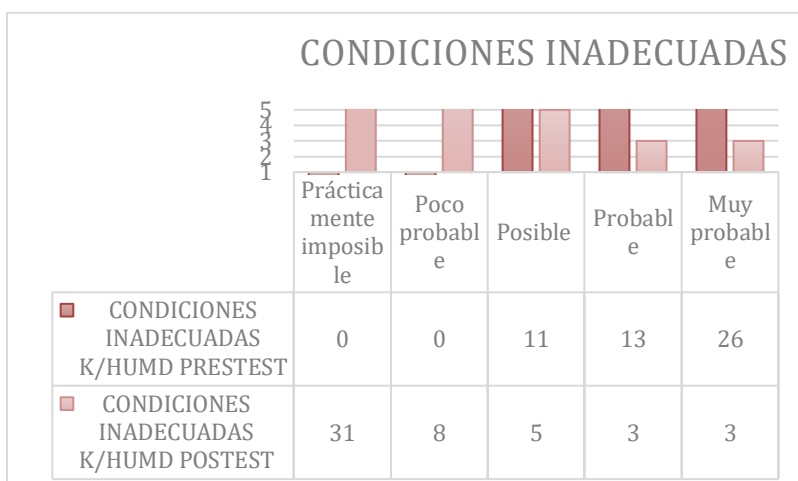 CONDICIONES INADECUADAS
5
4
3
2
1
Práctica
mente
imposib
le
Poco
probabl
e
Posible
Probabl
e
Muy
probabl
e
CONDICIONES
INADECUADAS
K/HUMD PRESTEST
0 0 11 13 26
CONDICIONES
INADECUADAS
K/HUMD POSTEST
31 8 5 3 3